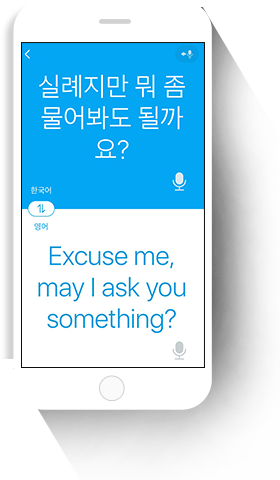 실례지만 뭐 좀
물어봐도 될까
요?
한국어
영어
Excuse me,
may I ask you
something?